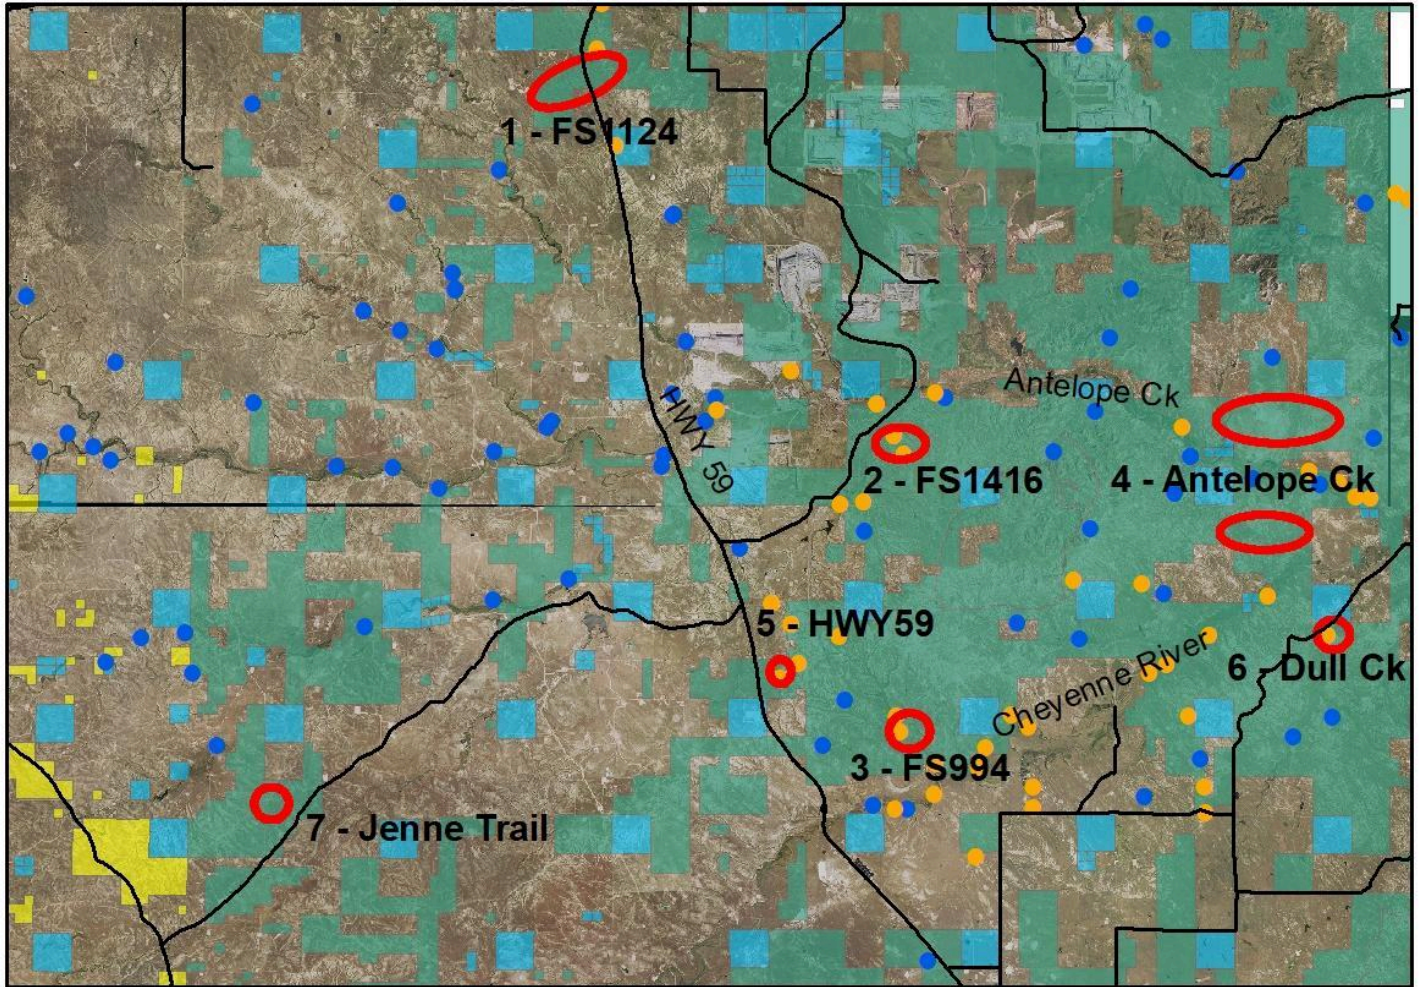 1 - FS1124
Antelope Ck
HWY 59
2 - FS1416
4 - Antelope Ck
5 - HWY59
Cheyenne River
6 - Dull Ck
3 - FS994
7 - Jenne Trail